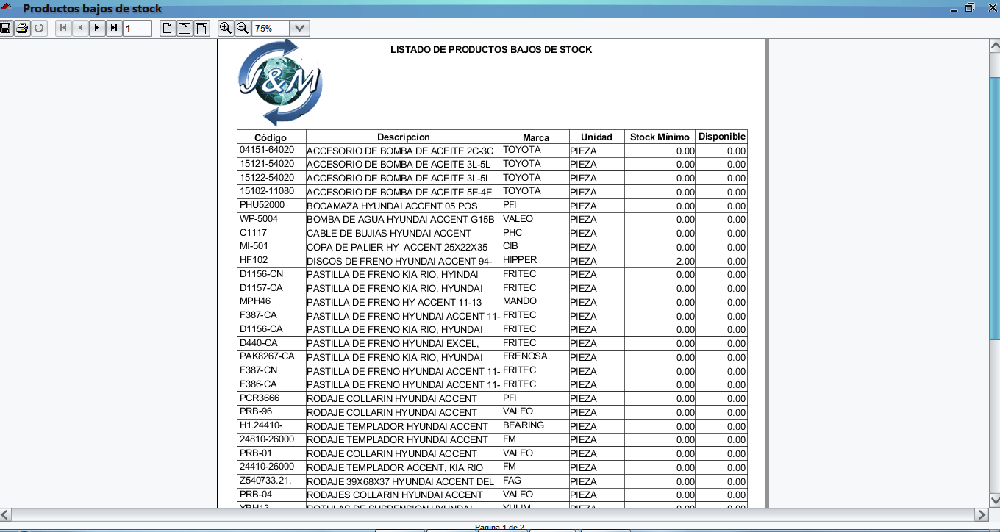 Productos bajos de stock
1
75%
J&M
LISTADO DE PRODUCTOS BAJOS DE STOCK
Código Descripcion Marca Unidad Stock Mínimo Disponible
04151-64020 ACCESORIO DE BOMBA DE ACEITE 2C-3C TOYOTA PIEZA 0.00 0.00
15121-54020 ACCESORIO DE BOMBA DE ACEITE 3L-5L TOYOTA PIEZA 0.00 0.00
15122-54020 ACCESORIO DE BOMBA DE ACEITE 3L-5L TOYOTA PIEZA 0.00 0.00
15102-11080 ACCESORIO DE BOMBA DE ACEITE 5E-4E TOYOTA PIEZA 0.00 0.00
PHU52000 BOCAMAZA HYUNDAI ACCENT 05 POS PFI PIEZA 0.00 0.00
WP-5004 BOMBA DE AGUA HYUNDAI ACCENT G15B VALEO PIEZA 0.00 0.00
C1117 CABLE DE BUJIAS HYUNDAI ACCENT PHC PIEZA 0.00 0.00
MI-501 COPA DE PALIER HY ACCENT 25X22X35 CIB PIEZA 0.00 0.00
HF102 DISCOS DE FRENO HYUNDAI ACCENT 94- HIPPER PIEZA 2.00 0.00
D1156-CN PASTILLA DE FRENO KIA RIO, HYINDAI FRITEC PIEZA 0.00 0.00
D1157-CA PASTILLA DE FRENO KIA RIO, HYUNDAI FRITEC PIEZA 0.00 0.00
MPH46 PASTILLA DE FRENO HY ACCENT 11-13 MANDO PIEZA 0.00 0.00
F387-CA PASTILLA DE FRENO HYUNDAI ACCENT 11- FRITEC PIEZA 0.00 0.00
D1156-CA PASTILLA DE FRENO KIA RIO, HYUNDAI FRITEC PIEZA 0.00 0.00
D440-CA PASTILLA DE FRENO HYUNDAI EXCEL, FRITEC PIEZA 0.00 0.00
PAK8267-CA PASTILLA DE FRENO KIA RIO, HYUNDAI FRENOSA PIEZA 0.00 0.00
F387-CN PASTILLA DE FRENO HYUNDAI ACCENT 11- FRITEC PIEZA 0.00 0.00
F386-CA PASTILLA DE FRENO HYUNDAI ACCENT 11- FRITEC PIEZA 0.00 0.00
PCR3666 RODAJE COLLARIN HYUNDAI ACCENT PFI PIEZA 0.00 0.00
PRB-96 RODAJE COLLARIN HYUNDAI ACCENT VALEO PIEZA 0.00 0.00
H1.24410- RODAJE TEMPLADOR HYUNDAI ACCENT BEARING PIEZA 0.00 0.00
24810-26000 RODAJE TEMPLADOR HYUNDAI ACCENT FM PIEZA 0.00 0.00
PRB-01 RODAJE COLLARIN HYUNDAI ACCENT VALEO PIEZA 0.00 0.00
24410-26000 RODAJE TEMPLADOR ACCENT, KIA RIO FM PIEZA 0.00 0.00
Z540733.21. RODAJE 39X68X37 HYUNDAI ACCENT DEL FAG PIEZA 0.00 0.00
PRB-04 RODAJES COLLARIN HYUNDAI ACCENT VALEO PIEZA 0.00 0.00
ROTULAS DE SUSPENSION HYUNDAI PIEZA 0.00 0.00
Pagina 1 de 2